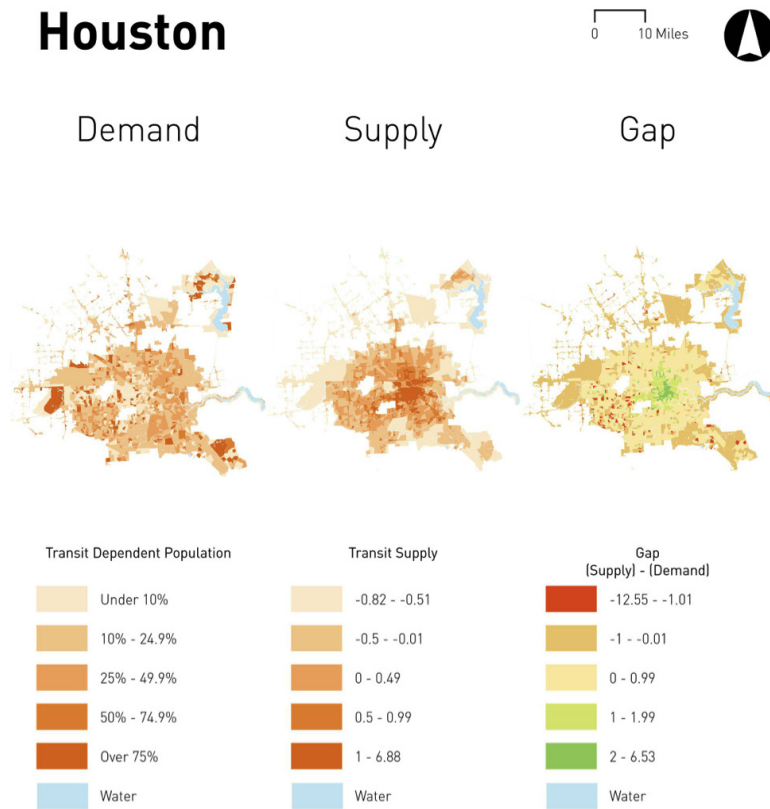 Houston
0 10 Miles
Demand
Supply
Gap
Transit Dependent Population
Under 10%
10% - 24.9%
25% - 49.9%
50% - 74.9%
Over 75%
Water
Transit Supply
-0.82 - -0.51
-0.5 - -0.01
0 - 0.49
0.5 - 0.99
1 - 6.88
Water
Gap
(Supply) - (Demand)
-12.55 - -1.01
-1 - -0.01
0 - 0.99
1 - 1.99
2 - 6.53
Water